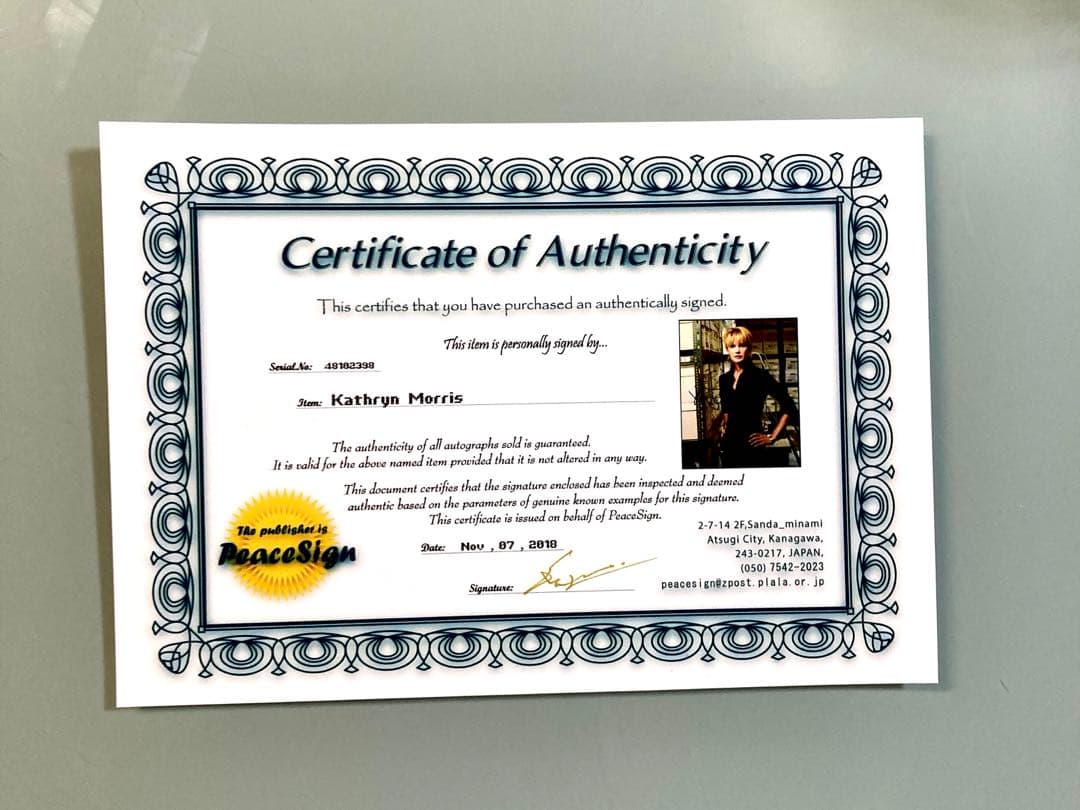 Certificate of Authenticity
This certifies that you have purchased an authentically signed.
This item is personally signed by...
Serial.No: 48182398
Item: Kathryn Morris
The authenticity of all autographs sold is guaranteed.
It is valid for the above named item provided that it is not altered in any way.
This document certifies that the signature enclosed has been inspected and deemed
authentic based on the parameters of genuine known examples for this signature.
This certificate is issued on behalf of PeaceSign.
The publisher is
PeaceSign
Date: Nov , 07 , 2018
Signature:
2-7-14 2F,Sanda_minami
Atsugi City, Kanagawa,
243-0217, JAPAN,
(050) 7542-2023
peacesign@zpost.plala.or.jp